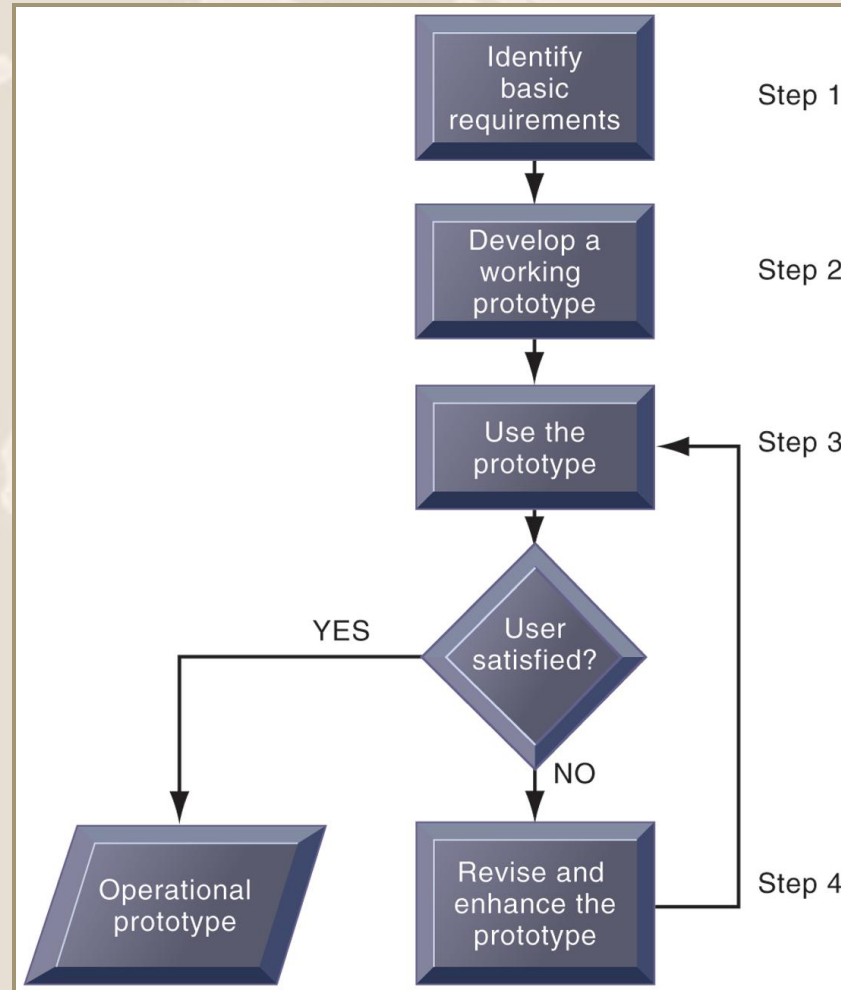 Identify
basic
requirements
Step 1
Develop a
working
prototype
Step 2
Use the
prototype
Step 3
User
satisfied?
YES
NO
Operational
prototype
Revise and
enhance the
prototype
Step 4